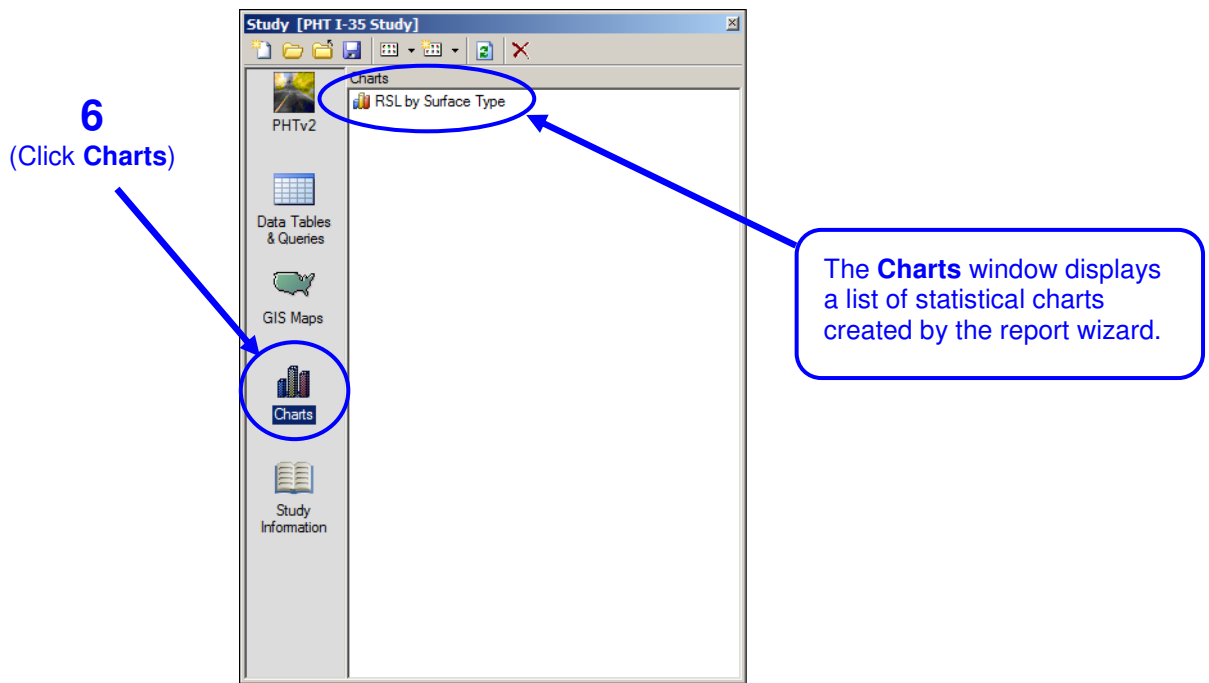 Study [PHT I-35 Study]
Charts
RSL by Surface Type
PHTv2
Data Tables
& Queries
GIS Maps
Charts
Study
Information
6
(Click Charts)
The Charts window displays
a list of statistical charts
created by the report wizard.